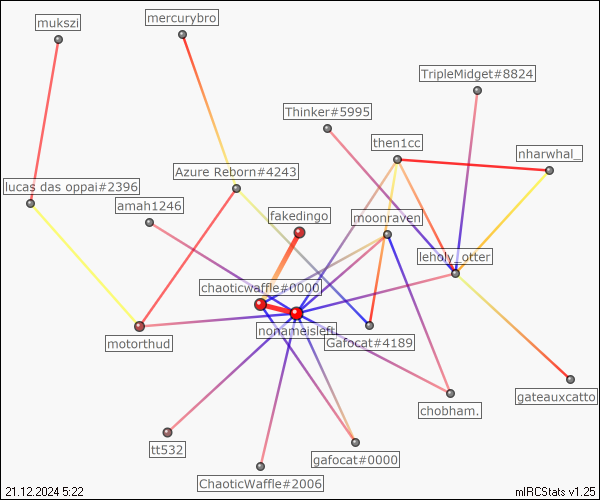 mukszi
mercurybro
TripleMidget#8824
Thinker#5995
then1cc
nharwhal_
Azure Reborn#4243
lucas das oppai#2396
amah1246
fakedingo
moonraven
leholy_otter
chaoticwaffle#0000
nonameisleft
motorthud
Gafocat#4189
gateauxcatto
chobham.
tt532
gafocat#0000
ChaoticWaffle#2006
21.12.2024 5:22
mIRCStats v1.25